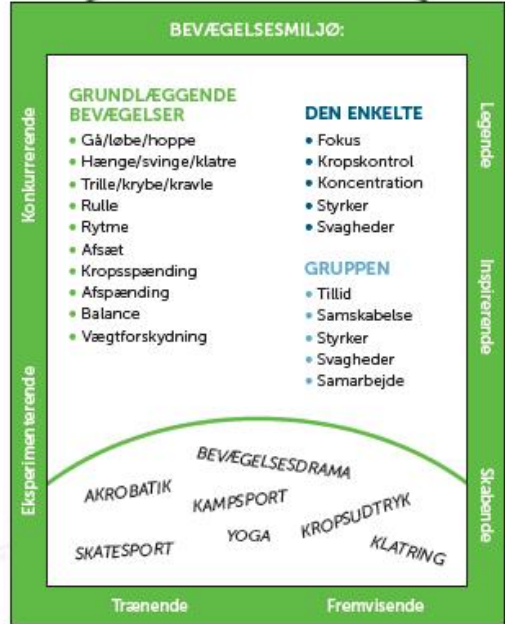 BEVÆGELSESMILJØ:
Konkurrerende
Eksperimenterende
GRUNDLÆGGENDE
BEVÆGELSER
• Gå/løbe/hoppe
• Hænge/svinge/klatre
• Trille/krybe/kravle
• Rulle
• Rytme
• Afsæt
• Kropsspænding
• Afspænding
• Balance
• Vægtforskydning
DEN ENKELTE
• Fokus
• Kropskontrol
• Koncentration
• Styrker
• Svagheder
GRUPPEN
• Tillid
• Samskabelse
• Styrker
• Svagheder
• Samarbejde
Legende
Inspirerende
Skabende
BEVÆGELSESDRAMA
AKROBATIK
KAMPSPORT
KROPSUDTRYK
SKATESPORT
YOGA
KLATRING
Trænende
Fremvisende